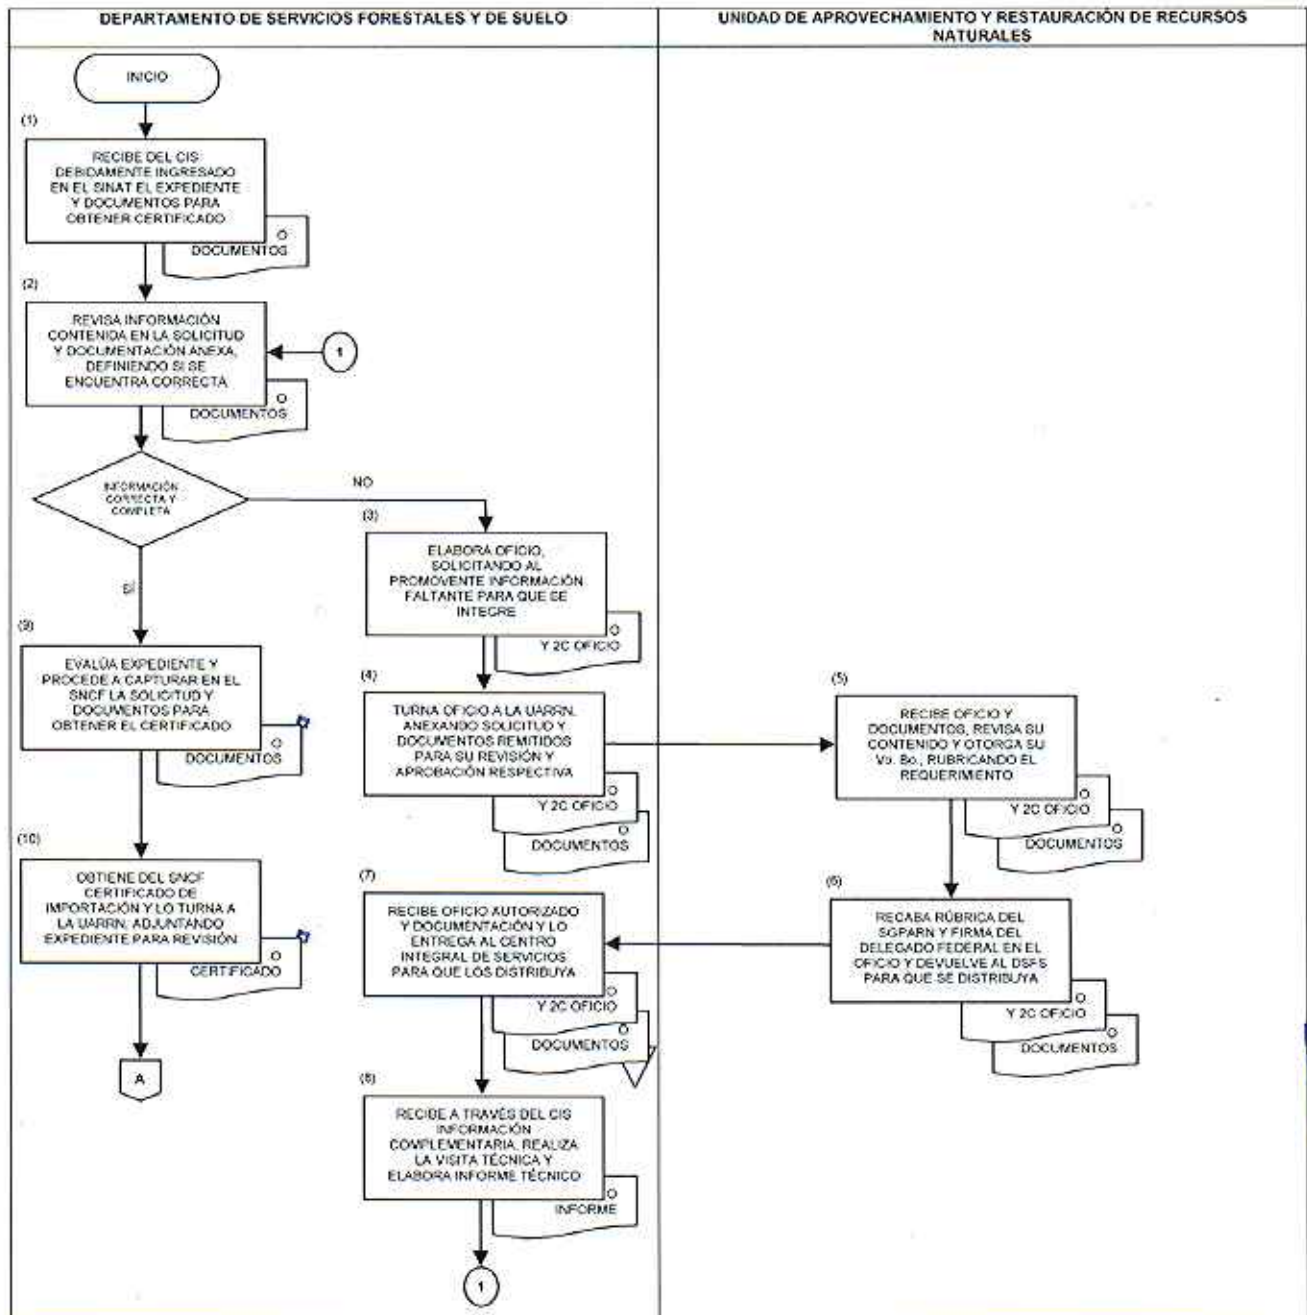 DEPARTAMENTO DE SERVICIOS FORESTALES Y DE SUELO
UNIDAD DE APROVECHAMIENTO Y RESTAURACIÓN DE RECURSOS
NATURALES
INICIO
(1)
RECIBE DEL CIS
DEBIDAMENTE INGRESADO
EN EL SINAT EL EXPEDIENTE
Y DOCUMENTOS PARA
OBTENER CERTIFICADO
O
DOCUMENTOS
(2)
REVISA INFORMACIÓN
CONTENIDA EN LA SOLICITUD
Y DOCUMENTACIÓN ANEXA,
DEFINIENDO SI SE
ENCUENTRA CORRECTA
1
O
DOCUMENTOS
INFORMACIÓN
CORRECTA Y
COMPLETA
NO
SÍ
(3)
ELABORA OFICIO,
SOLICITANDO AL
PROMOVENTE INFORMACIÓN
FALTANTE PARA QUE SE
INTEGRE
O
Y 2C OFICIO
(9)
EVALÚA EXPEDIENTE Y
PROCEDE A CAPTURAR EN EL
SNCF LA SOLICITUD Y
DOCUMENTOS PARA
OBTENER EL CERTIFICADO
O
DOCUMENTOS
(4)
TURNA OFICIO A LA UARRN,
ANEXANDO SOLICITUD Y
DOCUMENTOS REMITIDOS
PARA SU REVISIÓN Y
APROBACIÓN RESPECTIVA
O
Y 2C OFICIO
O
DOCUMENTOS
(5)
RECIBE OFICIO Y
DOCUMENTOS, REVISA SU
CONTENIDO Y OTORGA SU
Vo. Bo., RUBRICANDO EL
REQUERIMIENTO
O
Y 2C OFICIO
O
DOCUMENTOS
(10)
OBTIENE DEL SNCF
CERTIFICADO DE
IMPORTACIÓN Y LO TURNA A
LA UARRN, ADJUNTANDO
EXPEDIENTE PARA REVISIÓN
O
CERTIFICADO
A
(7)
RECIBE OFICIO AUTORIZADO
Y DOCUMENTACIÓN Y LO
ENTREGA AL CENTRO
INTEGRAL DE SERVICIOS
PARA QUE LOS DISTRIBUYA
O
Y 2C OFICIO
O
DOCUMENTOS
(6)
RECABA RÚBRICA DEL
SGPARN Y FIRMA DEL
DELEGADO FEDERAL EN EL
OFICIO Y DEVUELVE AL DSFS
PARA QUE SE DISTRIBUYA
O
Y 2C OFICIO
O
DOCUMENTOS
(8)
RECIBE A TRAVÉS DEL CIS
INFORMACIÓN
COMPLEMENTARIA, REALIZA
LA VISITA TÉCNICA Y
ELABORA INFORME TÉCNICO
O
INFORME
1